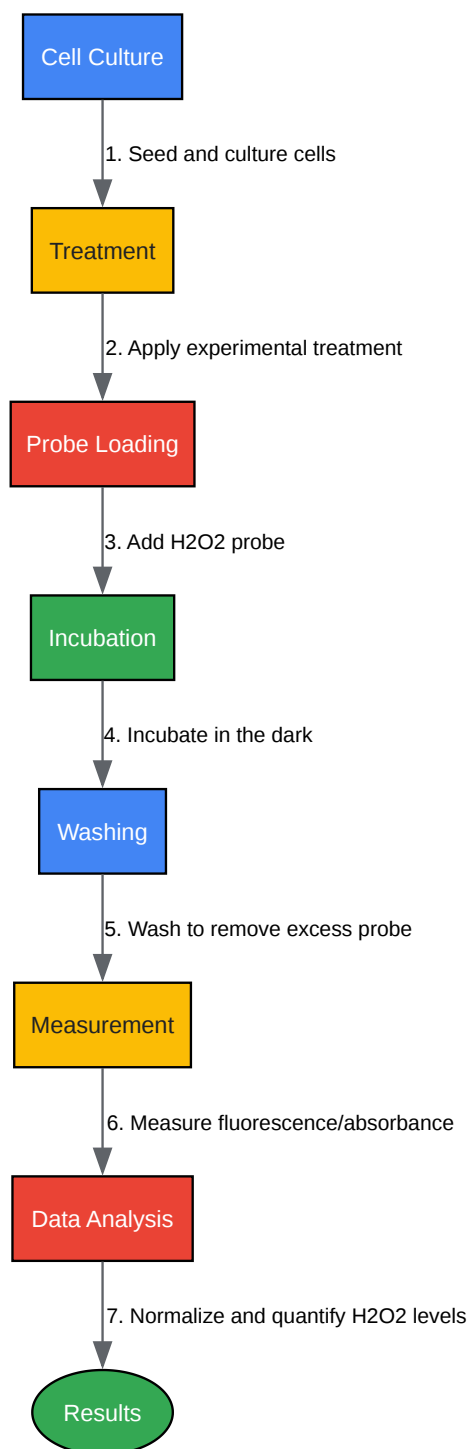 Cell Culture
1. Seed and culture cells
Treatment
2. Apply experimental treatment
Probe Loading
3. Add H2O2 probe
Incubation
4. Incubate in the dark
Washing
5. Wash to remove excess probe
Measurement
6. Measure fluorescence/absorbance
Data Analysis
7. Normalize and quantify H2O2 levels
Results